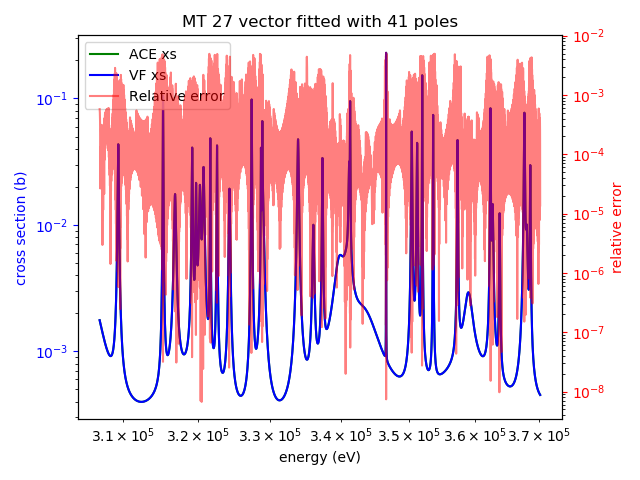 MT 27 vector fitted with 41 poles
ACE xs
VF xs
Relative error
cross section (b)
10⁻¹
10⁻²
10⁻³
10⁻²
10⁻³
10⁻⁴
10⁻⁵
10⁻⁶
10⁻⁷
10⁻⁸
relative error
3.1 × 10⁵ 3.2 × 10⁵ 3.3 × 10⁵ 3.4 × 10⁵ 3.5 × 10⁵ 3.6 × 10⁵ 3.7 × 10⁵
energy (eV)